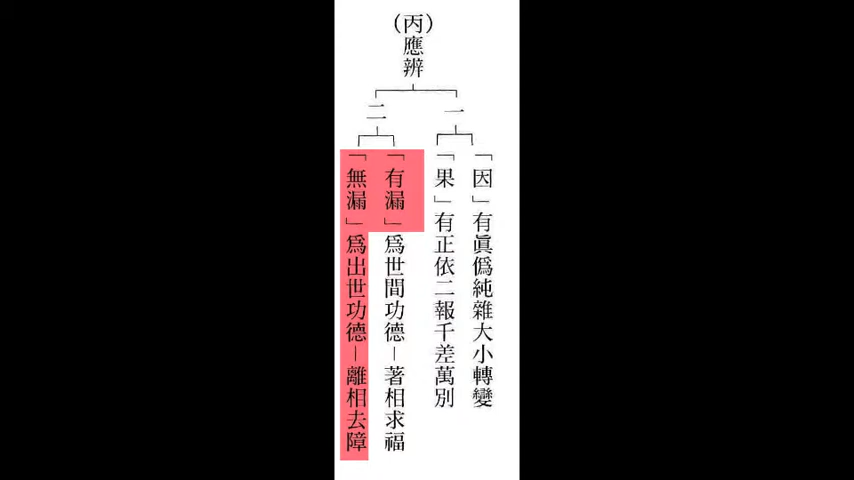 （丙）應辨
一
「因」有眞僞純雜大小轉變
「果」有正依二報千差萬別
二
「有漏」爲世間功德－著相求福
「無漏」爲出世功德－離相去障